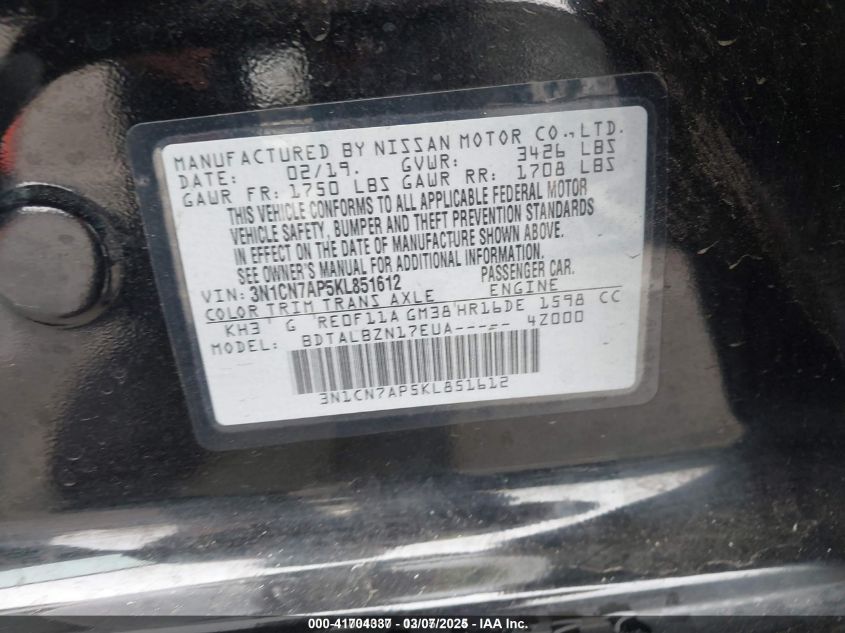 MANUFACTURED BY NISSAN MOTOR CO.,LTD.
DATE: 02/19. GVWR: 3426 LBS
GAWR FR: 1750 LBS GAWR RR: 1708 LBS
THIS VEHICLE CONFORMS TO ALL APPLICABLE FEDERAL MOTOR
VEHICLE SAFETY, BUMPER AND THEFT PREVENTION STANDARDS
IN EFFECT ON THE DATE OF MANUFACTURE SHOWN ABOVE.
SEE OWNER'S MANUAL FOR ADDITIONAL INFORMATION.
VIN: 3N1CN7AP5KL851612 PASSENGER CAR.
COLOR TRIM TRANS AXLE ENGINE
KH3 G RE0F11A GM38 HR16DE 1598 CC
MODEL: BDTALBZN17EUA----- 4Z000
3N1CN7AP5KL851612
000-41704337 03/07/2025 - IAA Inc.